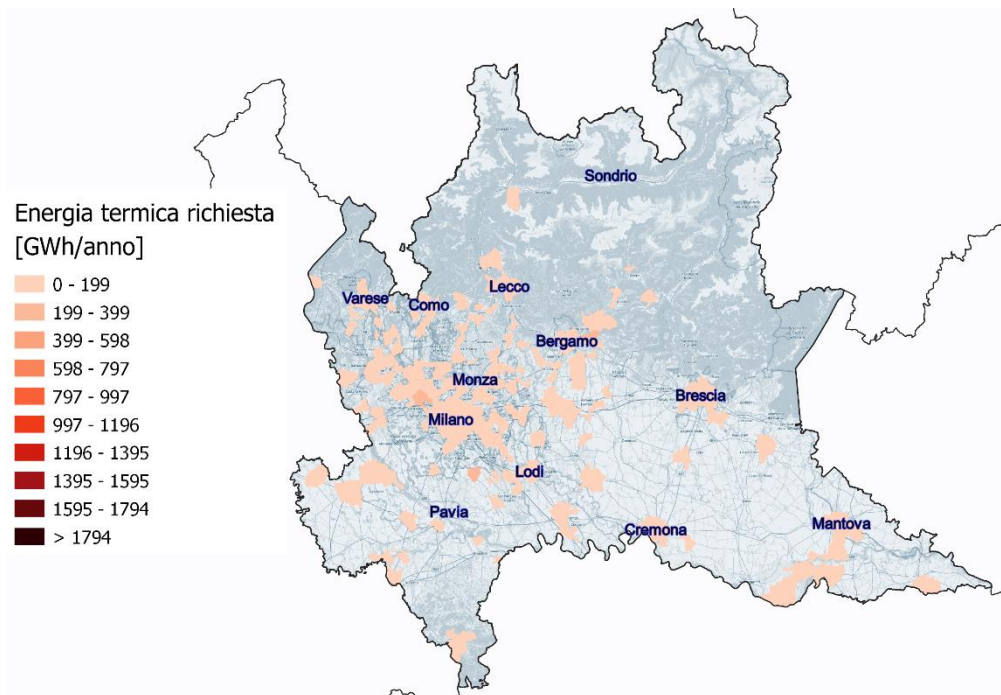 Energia termica richiesta
[GWh/anno]
0 - 199
199 - 399
399 - 598
598 - 797
797 - 997
997 - 1196
1196 - 1395
1395 - 1595
1595 - 1794
> 1794
Sondrio
Varese
Como
Lecco
Bergamo
Monza
Brescia
Milano
Lodi
Pavia
Cremona
Mantova